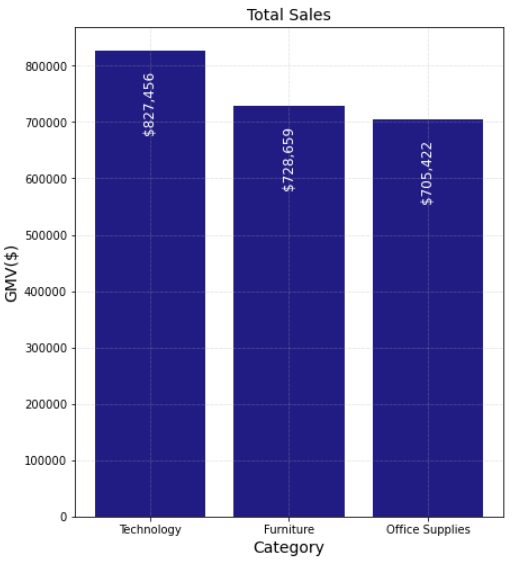 Total Sales
GMV($)
800000
700000
600000
500000
400000
300000
200000
100000
0
$827,456
$728,659
$705,422
Technology
Furniture
Office Supplies
Category